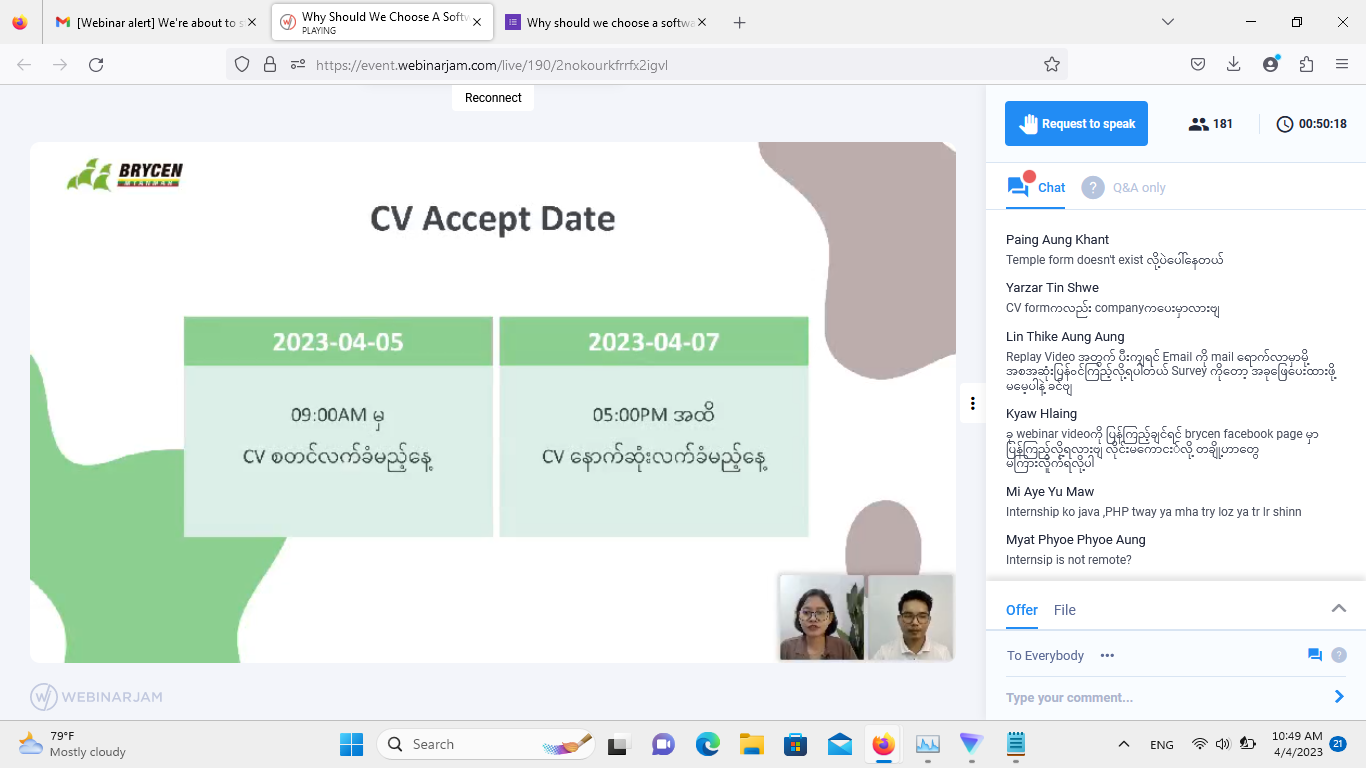 [Webinar alert] We're about to s
Why Should We Choose A Softw
PLAYING
Why should we choose a softwa
https://event.webinarjam.com/live/190/2nokourkfrrfx2igvl
Reconnect
BRYCEN
MYANMAR
CV Accept Date
2023-04-05
09:00AM မှ
CV စတင်လက်ခံမည့်နေ့
2023-04-07
05:00PM အထိ
CV နောက်ဆုံးလက်ခံမည့်နေ့
WEBINARJAM
Request to speak
181
00:50:18
Chat
? Q&A only
Paing Aung Khant
Temple form doesn't exist လို့ပဲပေါ်နေတယ်
Yarzar Tin Shwe
CV formကလည်း companyကပေးမှာလားဗျ
Lin Thike Aung Aung
Replay Video အတွက် ပီးကျရင် Email ကို mail ရောက်လာမှာမို့
အစအဆုံးပြန်ဝင်ကြည့်လို့ရပါတယ် Survey ကိုတော့ အခုဖြေပေးထားဖို့
မမေ့ပါနဲ့ ခင်ဗျ
Kyaw Hlaing
ခု webinar videoကို ပြန်ကြည့်ချင်ရင် brycen facebook page မှာ
ပြန်ကြည့်လို့ရလားဗျ လိုင်းမကောင်းလို့ တချို့ဟာတွေ
မကြားလိုက်ရလို့ပါ
Mi Aye Yu Maw
Internship ko java ,PHP tway ya mha try loz ya tr lr shinn
Myat Phyoe Phyoe Aung
Internsip is not remote?
Offer File
To Everybody •••
?
Type your comment...
79°F
Mostly cloudy
Search
ENG
10:49 AM
4/4/2023
21